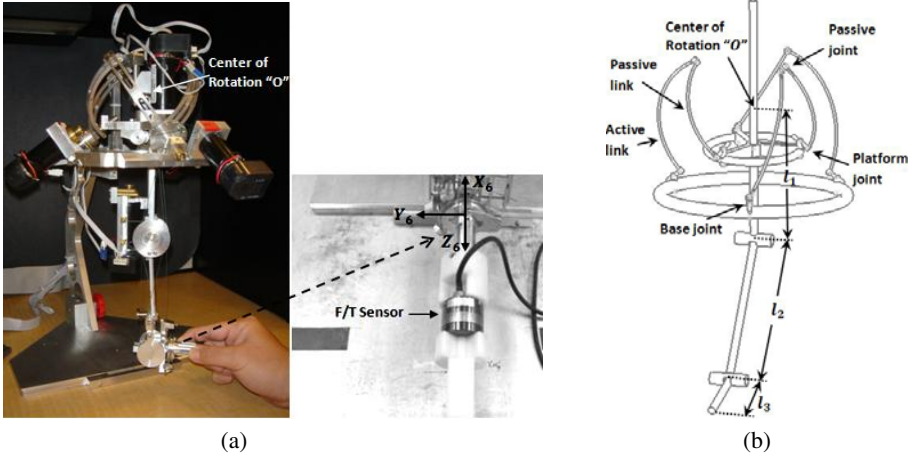 Center of
Rotation "O"
X₆
Y₆
Z₆
F/T Sensor
(a)
Center of
Rotation "O"
Passive
joint
Passive
link
Active
link
l₁
Platform
joint
Base joint
l₂
l₃
(b)